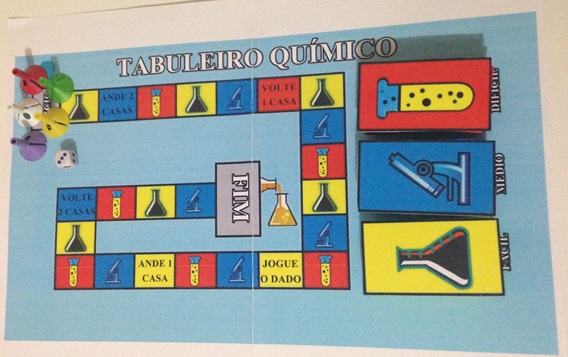 TABULEIRO QUÍMICO
ANDE 2
CASAS
VOLTE
1 CASA
DIFÍCIL
MÉDIO
FÁCIL
VOLTE
2 CASAS
FIM
ANDE 1
CASA
JOGUE
O DADO